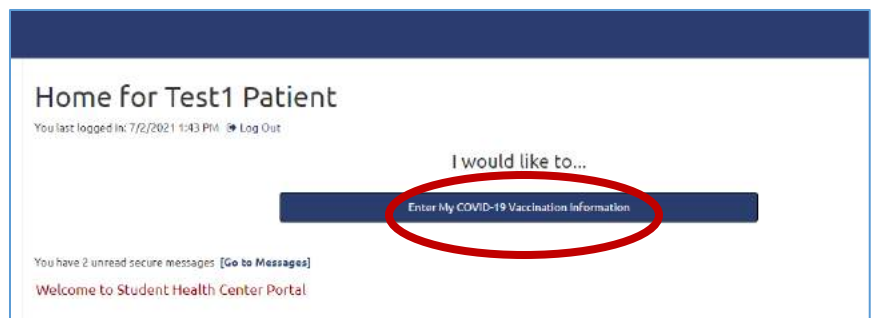 Home for Test1 Patient
You last logged in: 7/2/2021 1:43 PM Log Out
I would like to...
Enter My COVID-19 Vaccination Information
You have 2 unread secure messages [Go to Messages]
Welcome to Student Health Center Portal